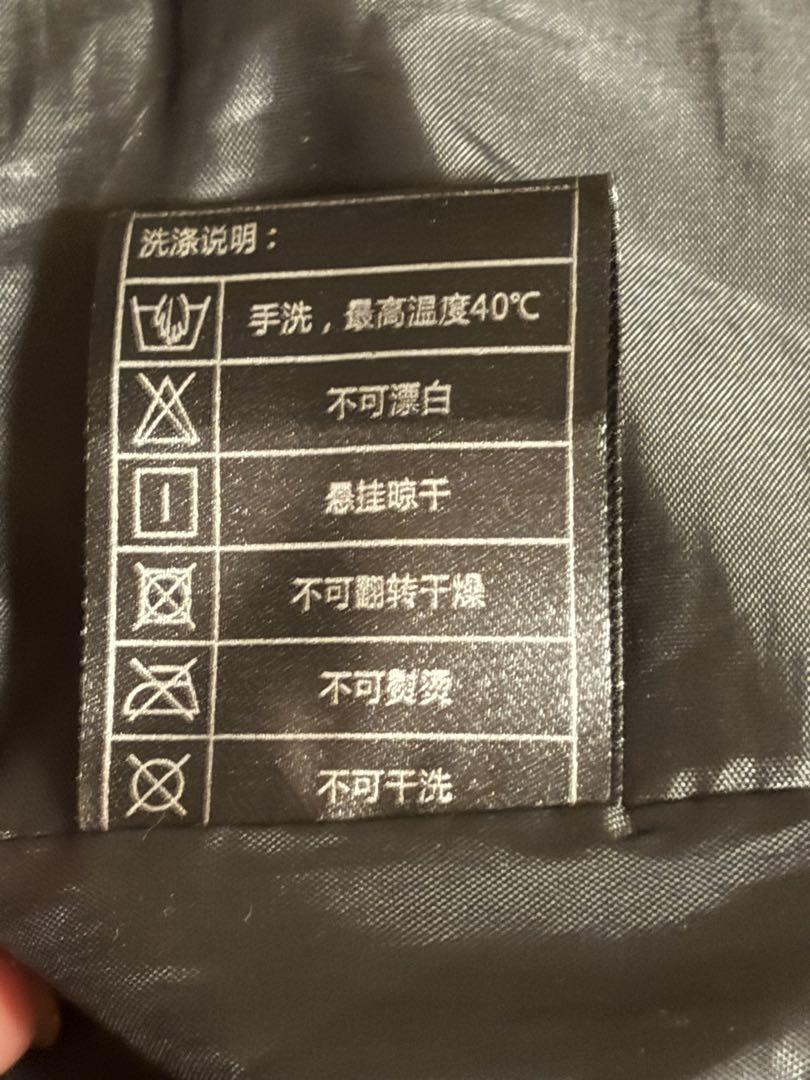 洗涤说明：
手洗，最高温度40℃
不可漂白
悬挂晾干
不可翻转干燥
不可熨烫
不可干洗